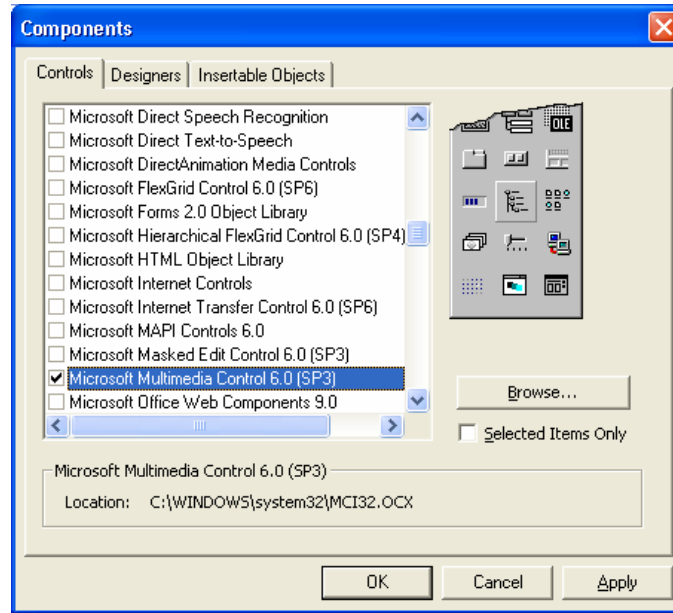 Components
Controls Designers Insertable Objects
Microsoft Direct Speech Recognition
Microsoft Direct Text-to-Speech
Microsoft DirectAnimation Media Controls
Microsoft FlexGrid Control 6.0 (SP6)
Microsoft Forms 2.0 Object Library
Microsoft Hierarchical FlexGrid Control 6.0 (SP4)
Microsoft HTML Object Library
Microsoft Internet Controls
Microsoft Internet Transfer Control 6.0 (SP6)
Microsoft MAPI Controls 6.0
Microsoft Masked Edit Control 6.0 (SP3)
Microsoft Multimedia Control 6.0 (SP3)
Microsoft Office Web Components 9.0
OLE
Browse...
Selected Items Only
Microsoft Multimedia Control 6.0 (SP3)
Location: C:\WINDOWS\system32\MCI32.OCX
OK Cancel Apply